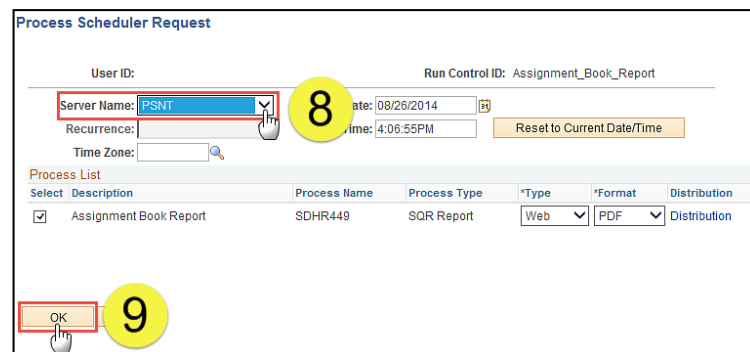 Process Scheduler Request
User ID: Run Control ID: Assignment_Book_Report
Server Name: PSNT 8 ate: 08/26/2014
Recurrence: ime: 4:06:55PM Reset to Current Date/Time
Time Zone:
Process List
Select Description Process Name Process Type *Type *Format Distribution
Assignment Book Report SDHR449 SQR Report Web PDF Distribution
OK 9